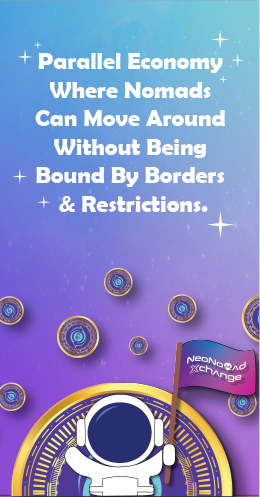 Parallel Economy
Where Nomads
Can Move Around
Without Being
Bound By Borders
& Restrictions.
NeoNomad
Xchange